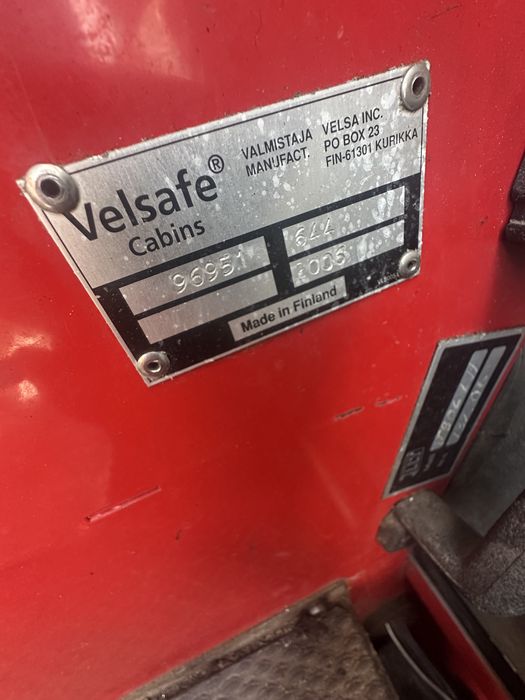 Velsafe®
Cabins
VALMISTAJA
MANUFACT.
VELSA INC.
PO BOX 23
FIN-61301 KURIKKA
96951
644
2006
Made in Finland